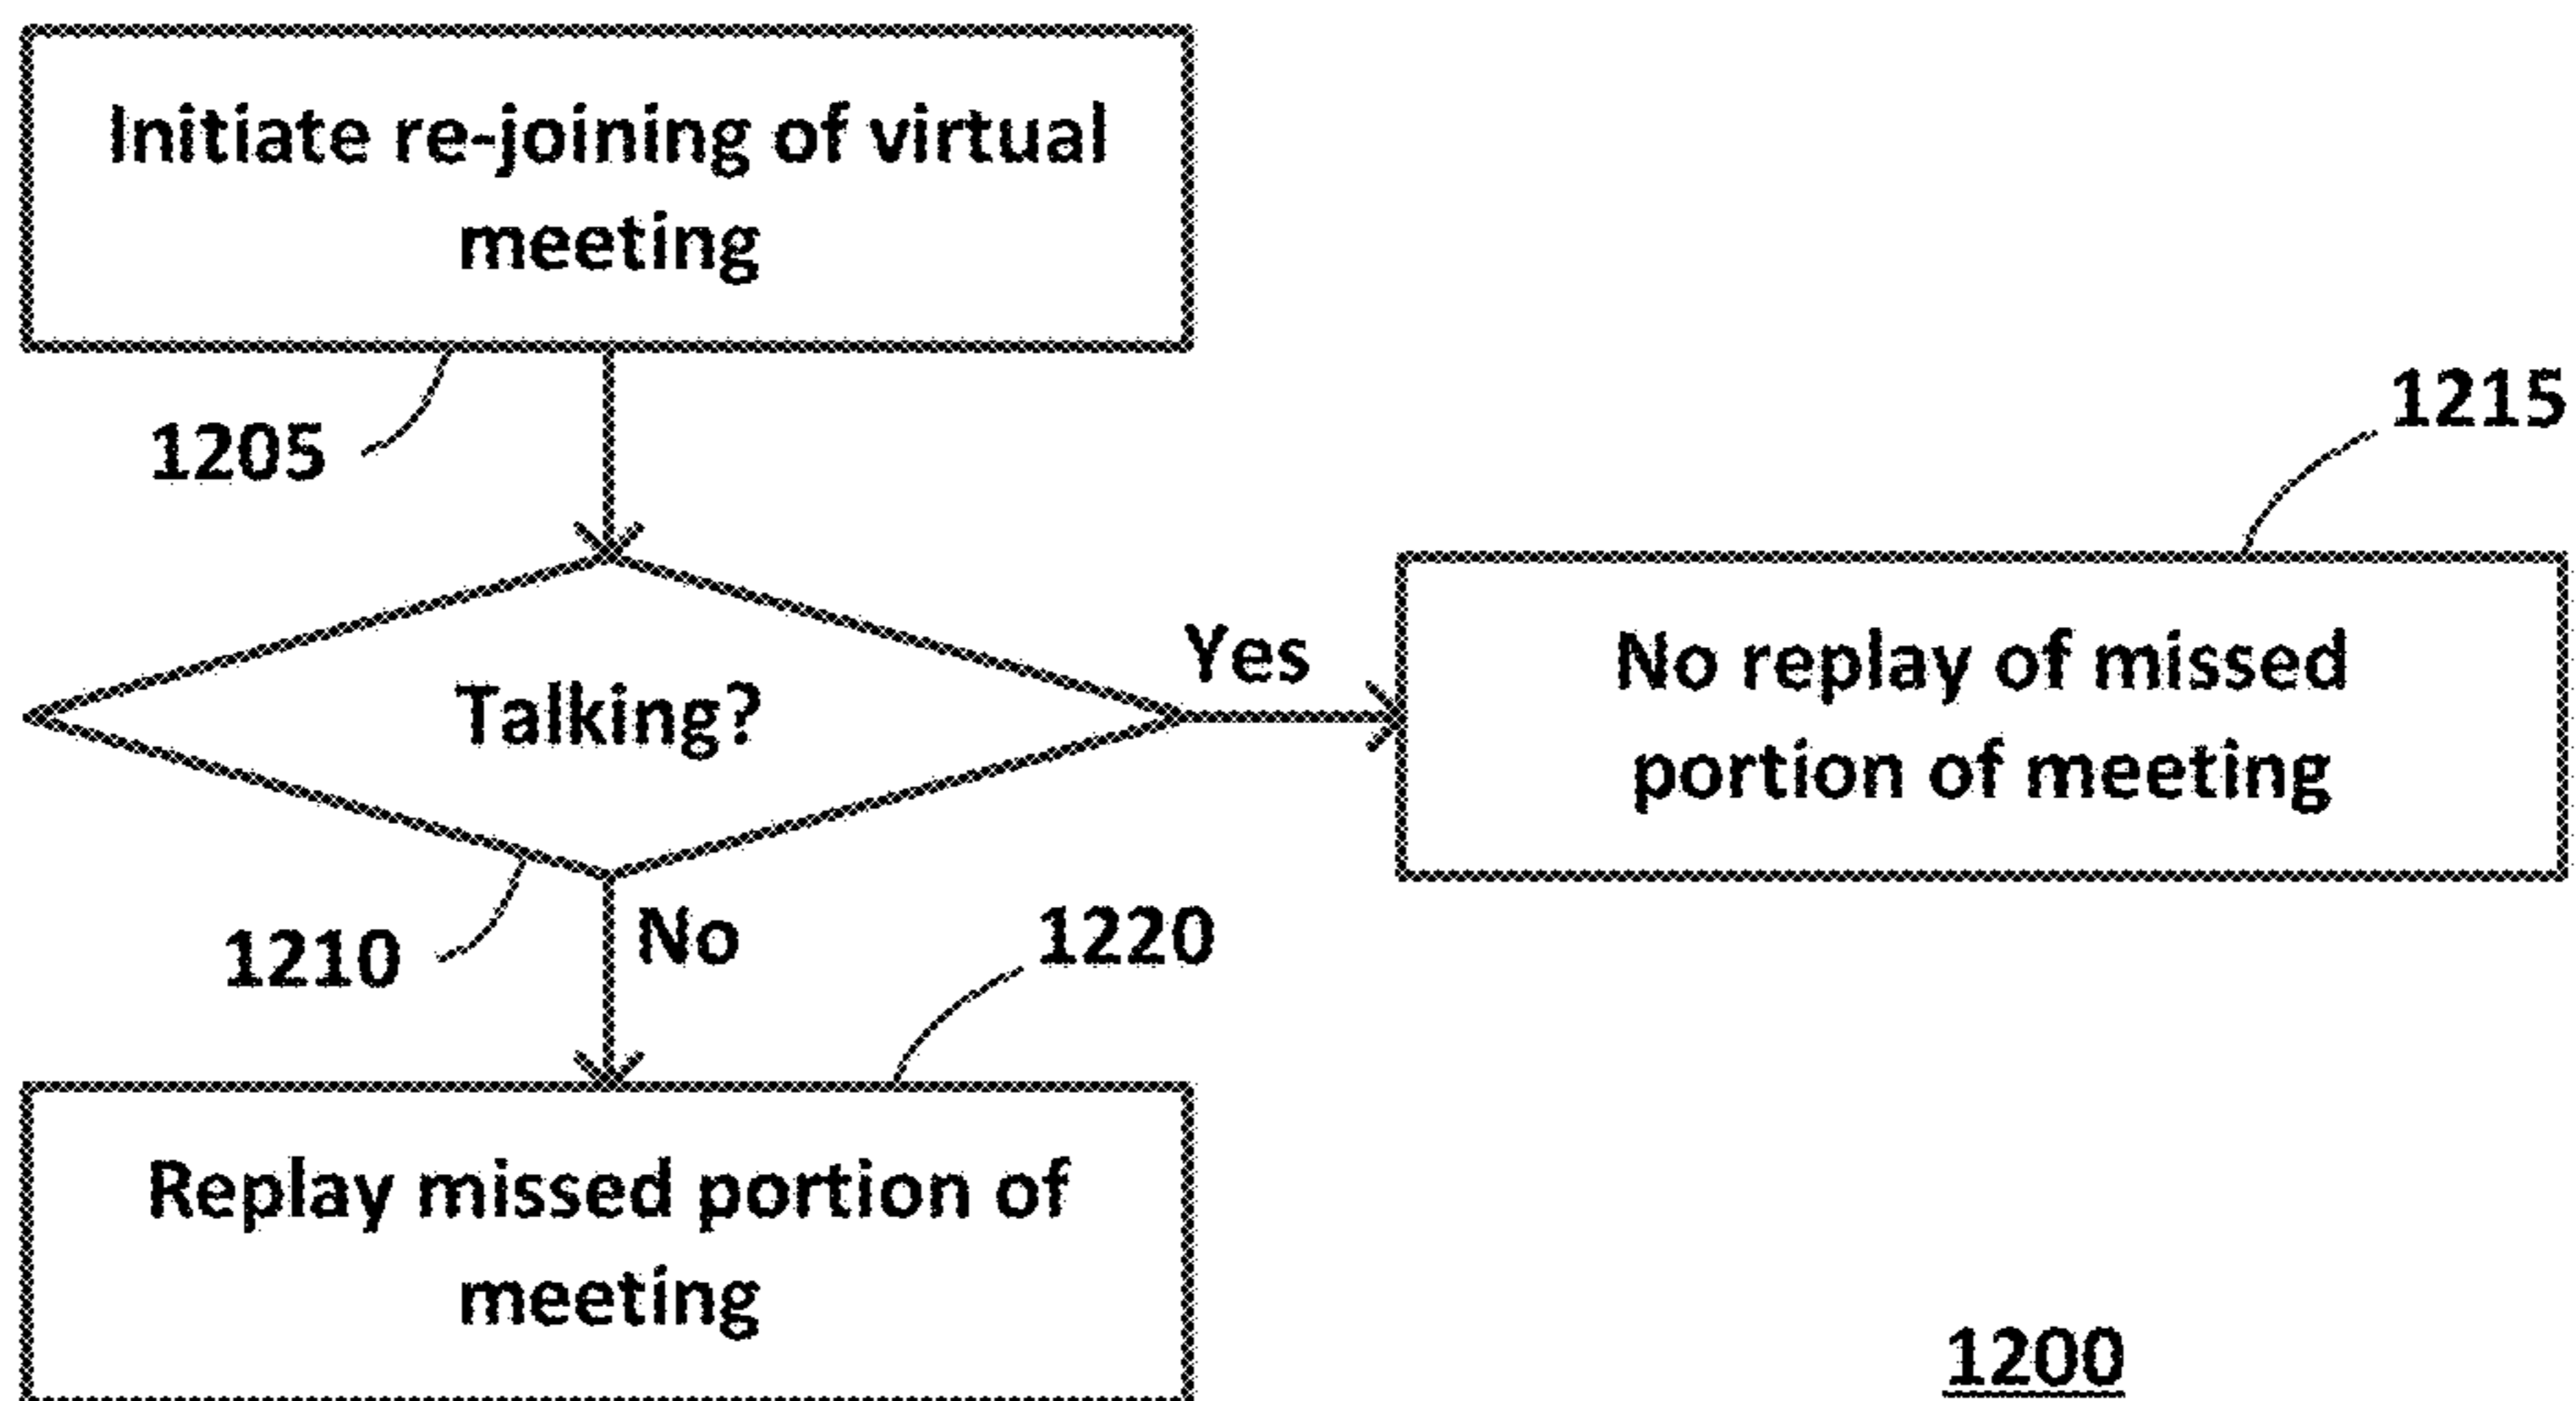 Initiate re-joining of virtual
meeting
1205
1215
Talking?
Yes
No replay of missed
portion of meeting
1210
No
1220
Replay missed portion of
meeting
1200